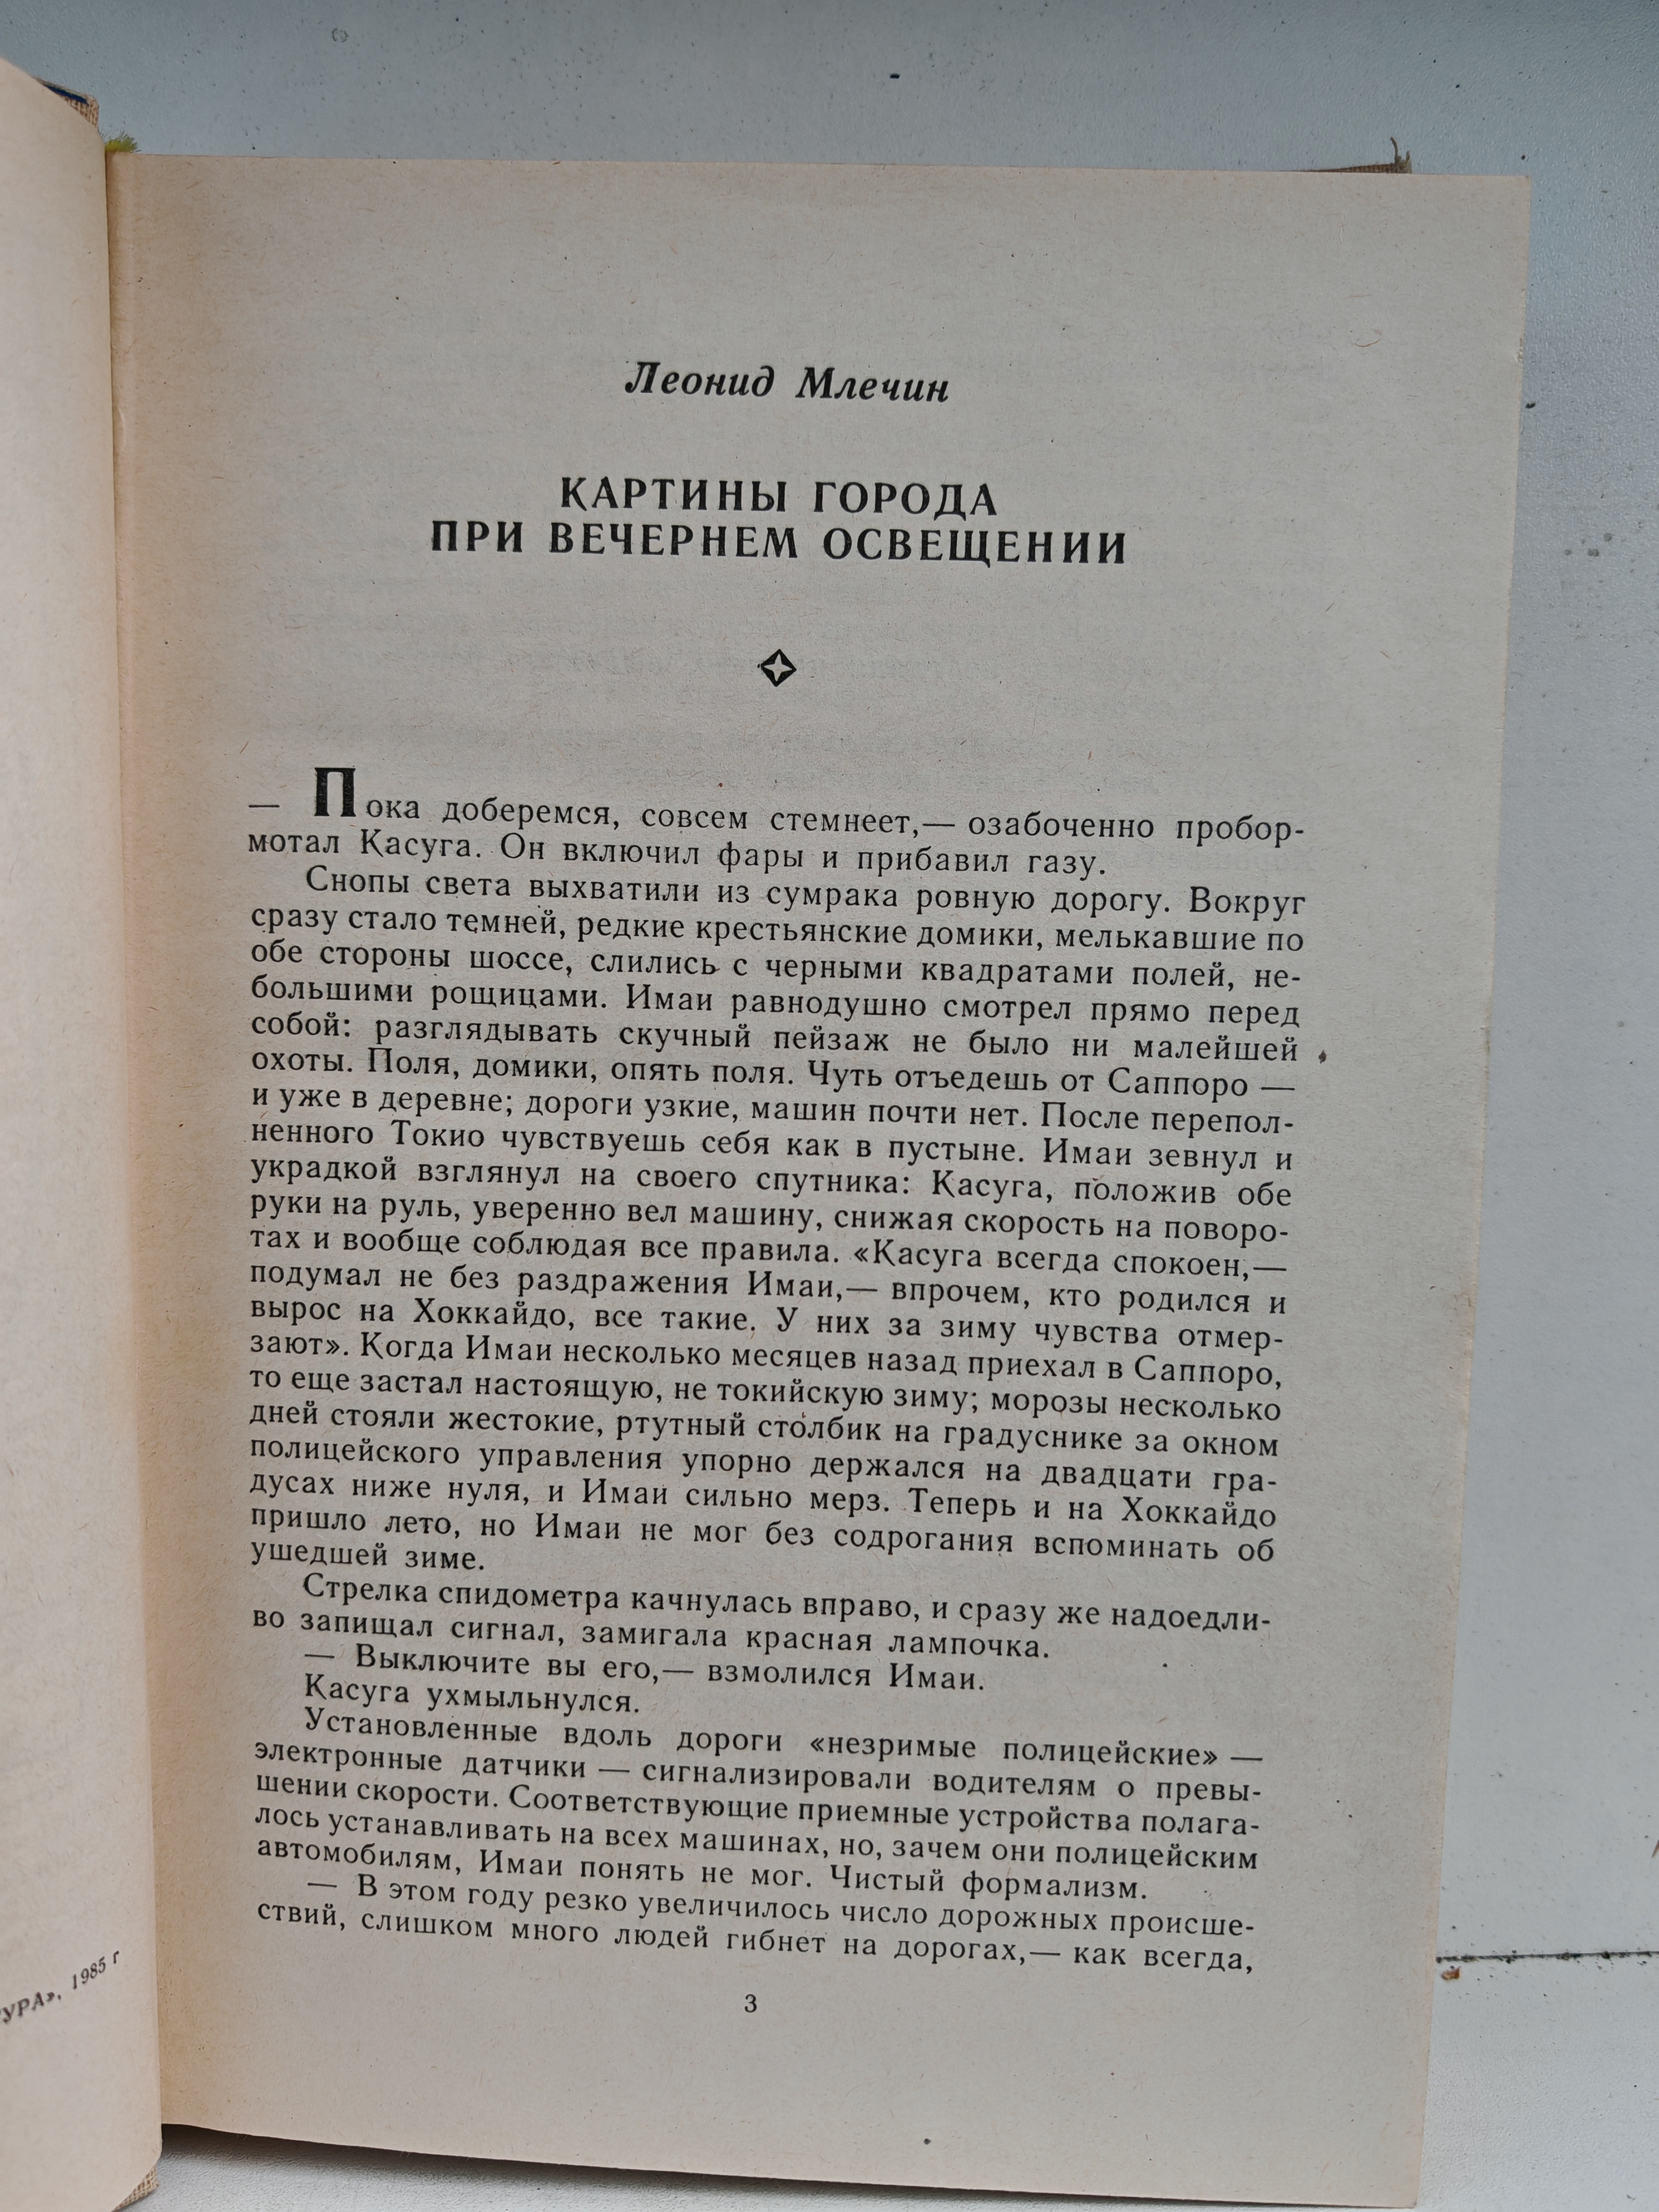 Леонид Млечин
КАРТИНЫ ГОРОДА
ПРИ ВЕЧЕРНЕМ ОСВЕЩЕНИИ
— Пока доберемся, совсем стемнеет,— озабоченно пробор-
мотал Касуга. Он включил фары и прибавил газу.
Снопы света выхватили из сумрака ровную дорогу. Вокруг
сразу стало темней, редкие крестьянские домики, мелькавшие по
обе стороны шоссе, слились с черными квадратами полей, не-
большими рощицами. Имаи равнодушно смотрел прямо перед
собой: разглядывать скучный пейзаж не было ни малейшей
охоты. Поля, домики, опять поля. Чуть отъедешь от Саппоро —
и уже в деревне; дороги узкие, машин почти нет. После перепол-
ненного Токио чувствуешь себя как в пустыне. Имаи зевнул и
украдкой взглянул на своего спутника: Касуга, положив обе
руки на руль, уверенно вел машину, снижая скорость на поворо-
тах и вообще соблюдая все правила. «Касуга всегда спокоен,—
подумал не без раздражения Имаи,— впрочем, кто родился и
вырос на Хоккайдо, все такие. У них за зиму чувства отмер-
зают». Когда Имаи несколько месяцев назад приехал в Саппоро,
то еще застал настоящую, не токийскую зиму; морозы несколько
дней стояли жестокие, ртутный столбик на градуснике за окном
полицейского управления упорно держался на двадцати гра-
дусах ниже нуля, и Имаи сильно мерз. Теперь и на Хоккайдо
пришло лето, но Имаи не мог без содрогания вспоминать об
ушедшей зиме.
Стрелка спидометра качнулась вправо, и сразу же надоедли-
во запищал сигнал, замигала красная лампочка.
— Выключите вы его,— взмолился Имаи.
Касуга ухмыльнулся.
Установленные вдоль дороги «незримые полицейские» —
электронные датчики — сигнализировали водителям о превы-
шении скорости. Соответствующие приемные устройства полага-
лось устанавливать на всех машинах, но, зачем они полицейским
автомобилям, Имаи понять не мог. Чистый формализм.
— В этом году резко увеличилось число дорожных происше-
ствий, слишком много людей гибнет на дорогах,— как всегда,
3
УРА», 1985 г